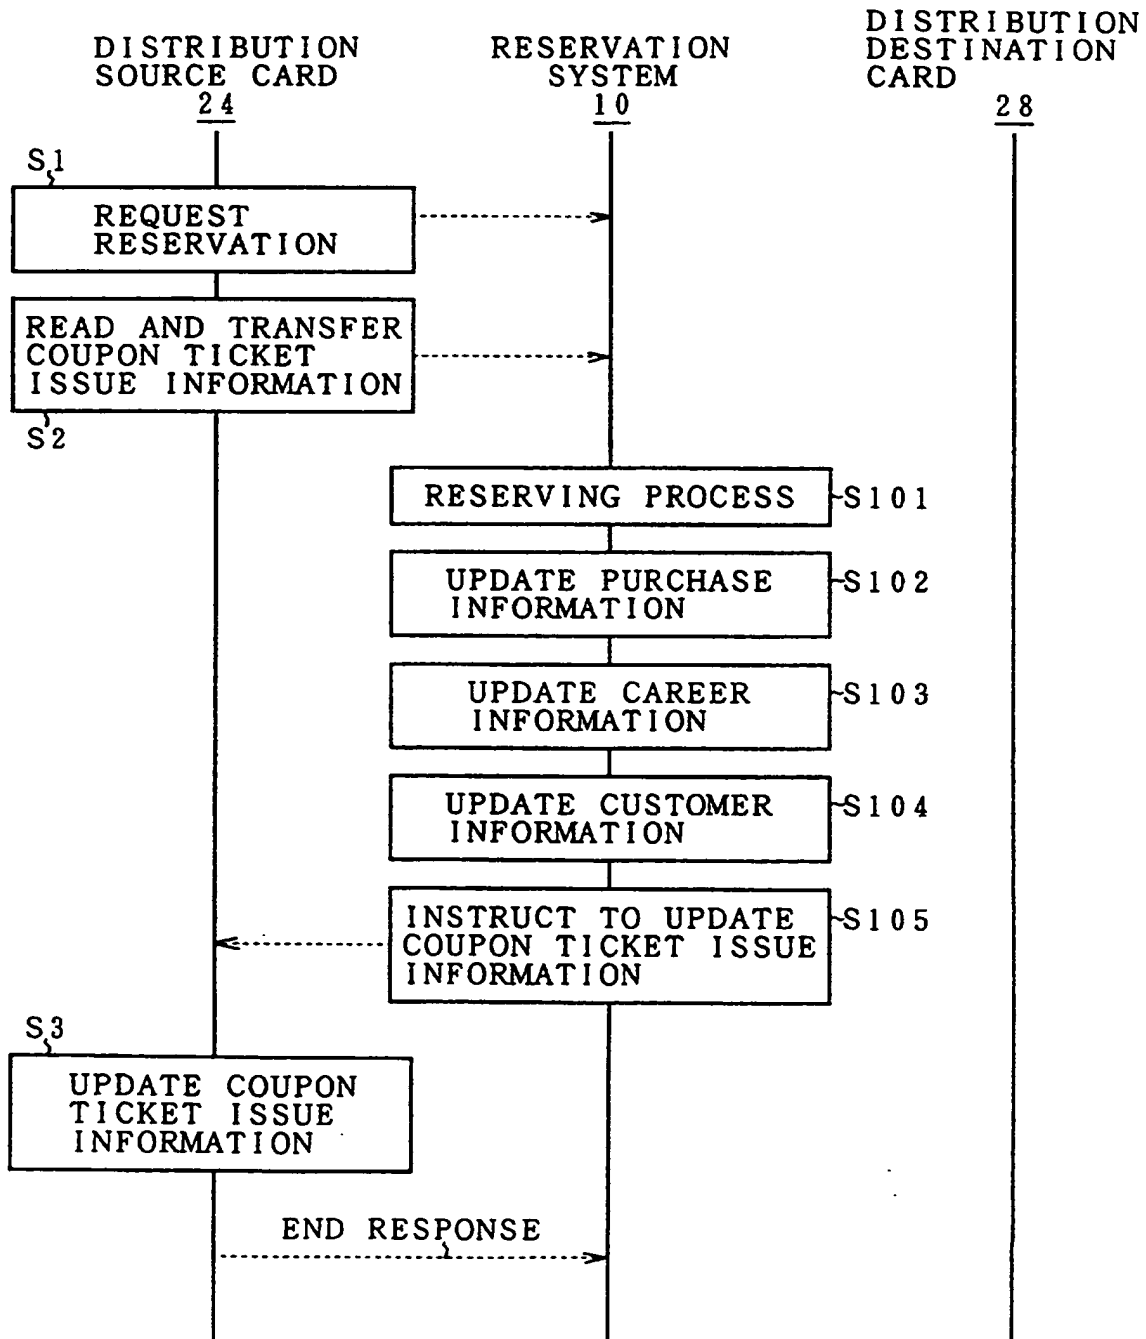 DISTRIBUTION
SOURCE CARD
24
RESERVATION
SYSTEM
10
DISTRIBUTION
DESTINATION
CARD
28
S1
REQUEST
RESERVATION
READ AND TRANSFER
COUPON TICKET
ISSUE INFORMATION
S2
RESERVING PROCESS
S101
UPDATE PURCHASE
INFORMATION
S102
UPDATE CAREER
INFORMATION
S103
UPDATE CUSTOMER
INFORMATION
S104
INSTRUCT TO UPDATE
COUPON TICKET ISSUE
INFORMATION
S105
S3
UPDATE COUPON
TICKET ISSUE
INFORMATION
END RESPONSE